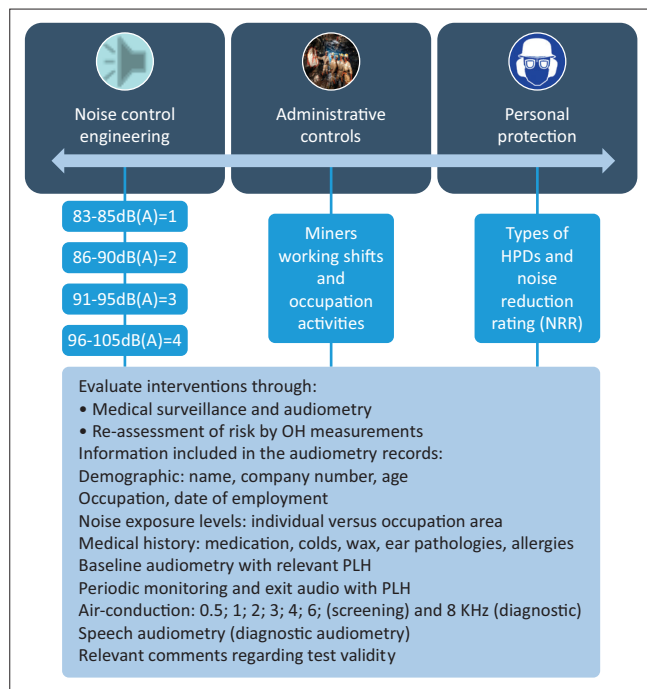 Noise control
engineering
Administrative
controls
Personal
protection
83-85dB(A)=1
86-90dB(A)=2
91-95dB(A)=3
96-105dB(A)=4
Miners
working shifts
and
occupation
activities
Types of
HPDs and
noise
reduction
rating (NRR)
Evaluate interventions through:
• Medical surveillance and audiometry
• Re-assessment of risk by OH measurements
Information included in the audiometry records:
Demographic: name, company number, age
Occupation, date of employment
Noise exposure levels: individual versus occupation area
Medical history: medication, colds, wax, ear pathologies, allergies
Baseline audiometry with relevant PLH
Periodic monitoring and exit audio with PLH
Air-conduction: 0.5; 1; 2; 3; 4; 6; (screening) and 8 KHz (diagnostic)
Speech audiometry (diagnostic audiometry)
Relevant comments regarding test validity